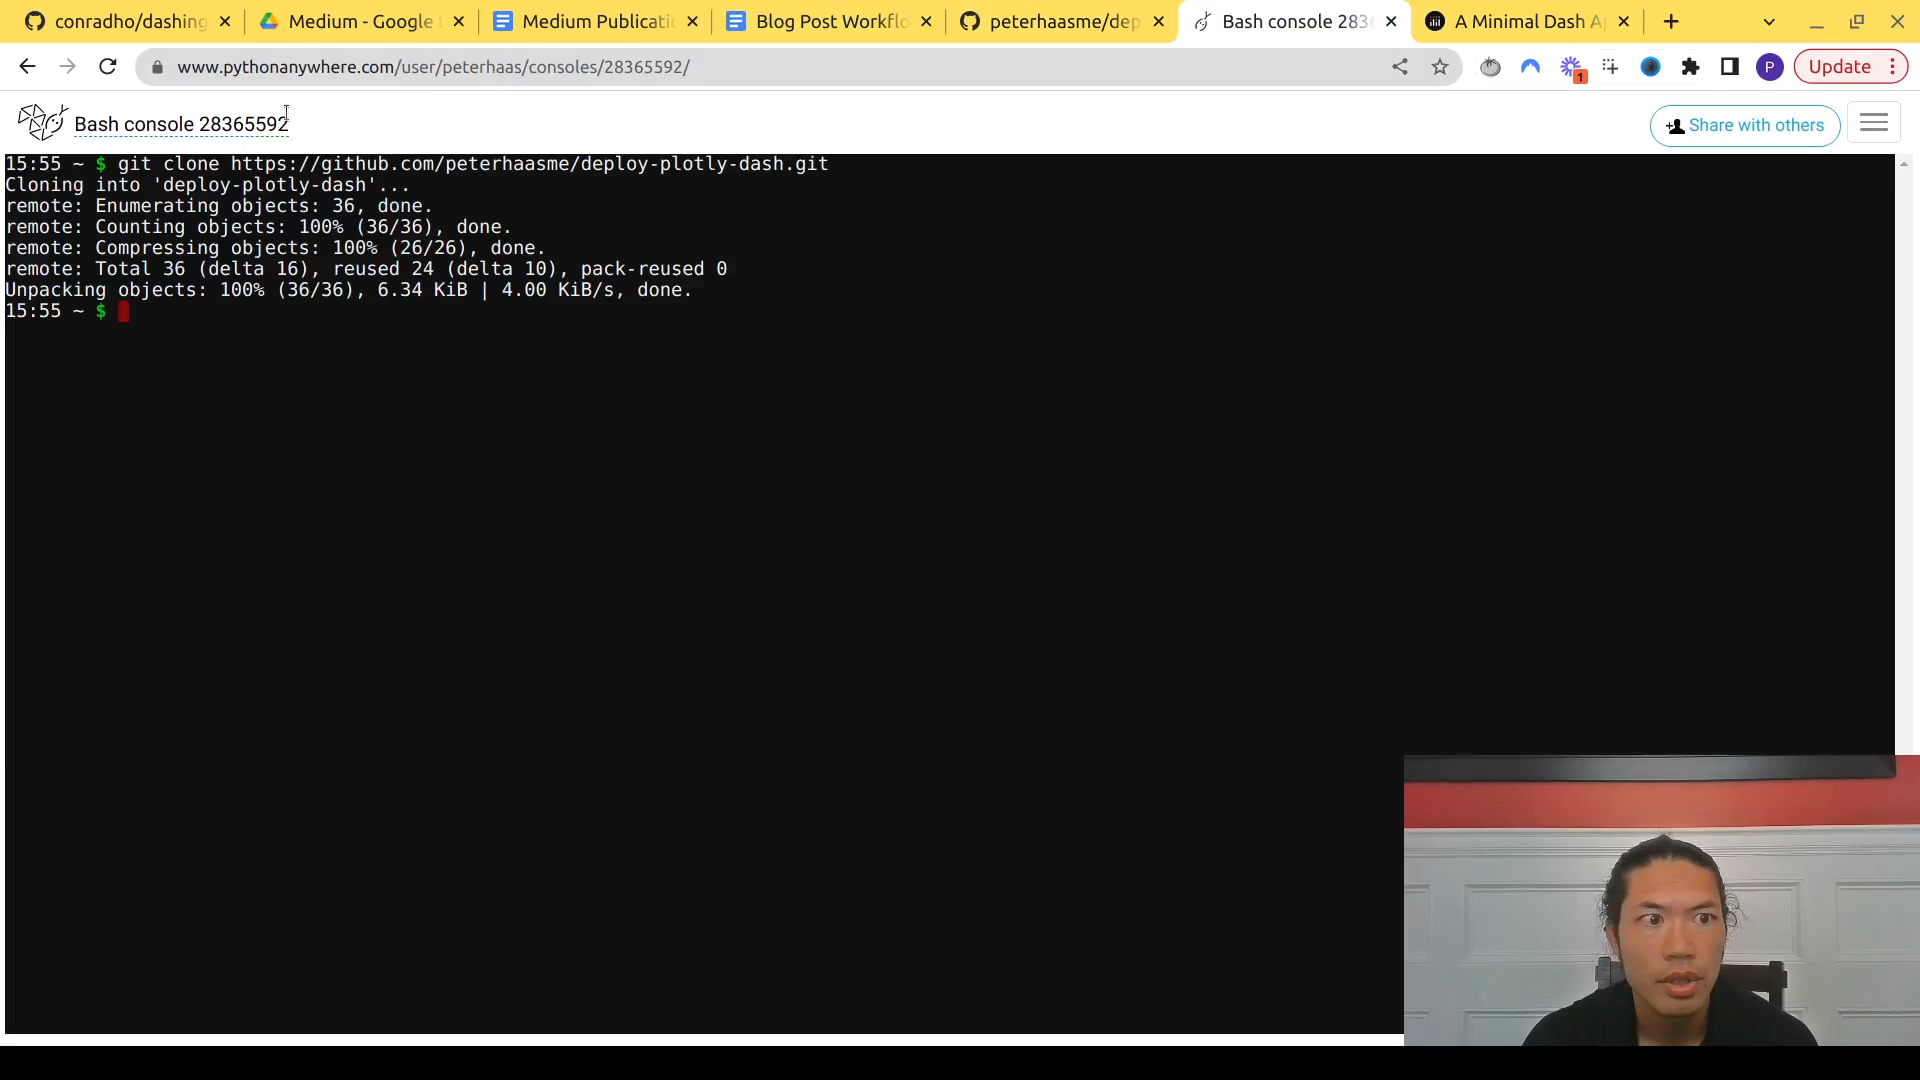 conradho/dashing
Medium - Google
Medium Publicati
Blog Post Workflo
peterhaasme/dep
Bash console 283
A Minimal Dash A
www.pythonanywhere.com/user/peterhaas/consoles/28365592/
1
P
Update
Bash console 28365592
Share with others
15:55 ~ $ git clone https://github.com/peterhaasme/deploy-plotly-dash.git
Cloning into 'deploy-plotly-dash'...
remote: Enumerating objects: 36, done.
remote: Counting objects: 100% (36/36), done.
remote: Compressing objects: 100% (26/26), done.
remote: Total 36 (delta 16), reused 24 (delta 10), pack-reused 0
Unpacking objects: 100% (36/36), 6.34 KiB | 4.00 KiB/s, done.
15:55 ~ $